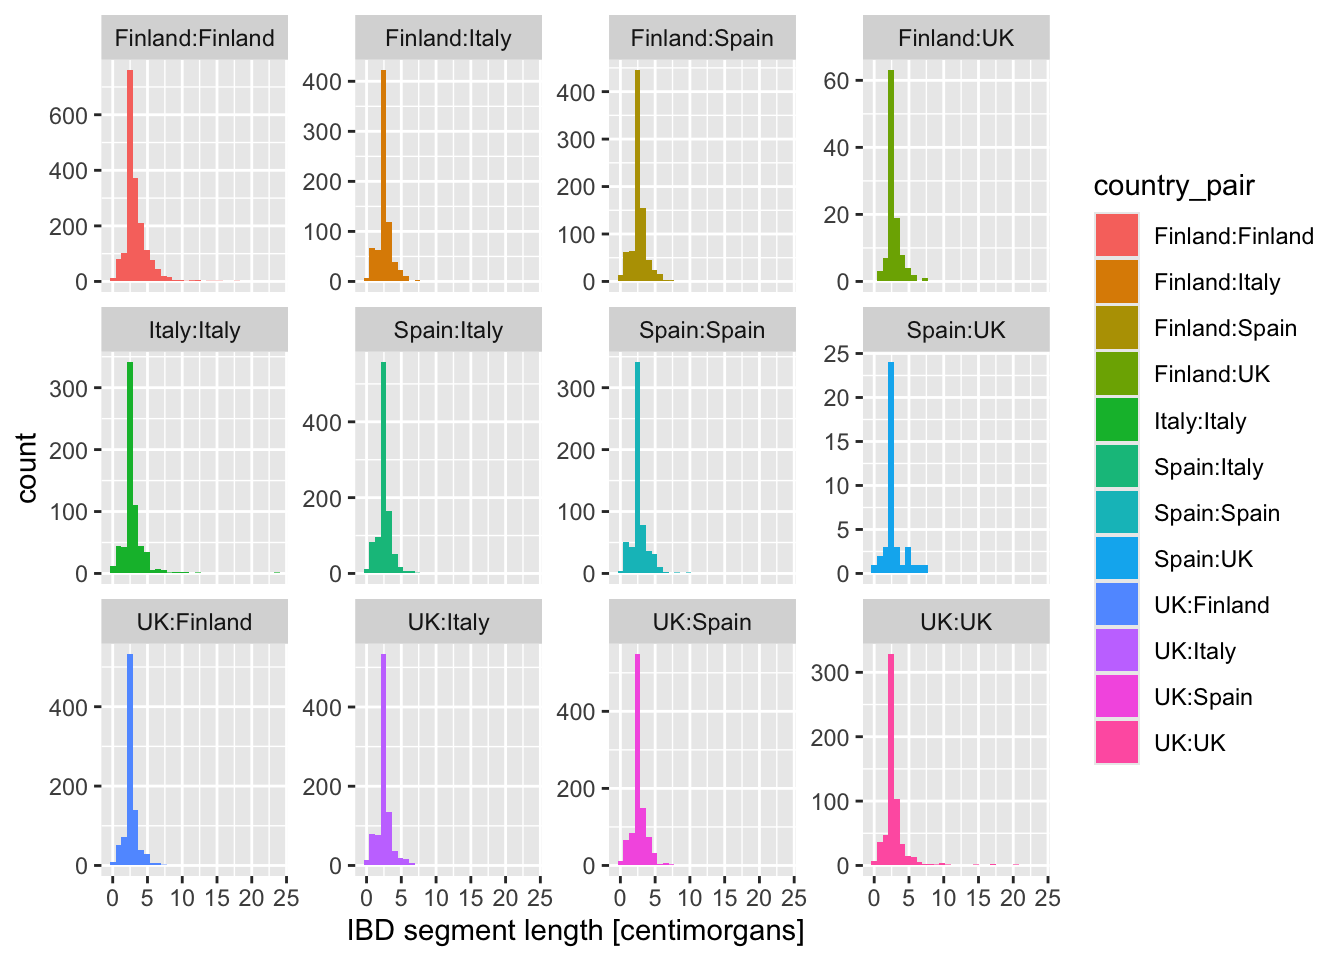 Finland:Finland Finland:Italy Finland:Spain Finland:UK
600 400 200 0
400 300 200 100 0
400 300 200 100 0
60 40 20 0
Italy:Italy Spain:Italy Spain:Spain Spain:UK
300 200 100 0
400 200 0
300 200 100 0
25 20 15 10 5 0
UK:Finland UK:Italy UK:Spain UK:UK
400 200 0
400 200 0
400 200 0
300 200 100 0
0 5 10 15 20 25 0 5 10 15 20 25 0 5 10 15 20 25 0 5 10 15 20 25
IBD segment length [centimorgans]
count
country_pair
Finland:Finland
Finland:Italy
Finland:Spain
Finland:UK
Italy:Italy
Spain:Italy
Spain:Spain
Spain:UK
UK:Finland
UK:Italy
UK:Spain
UK:UK